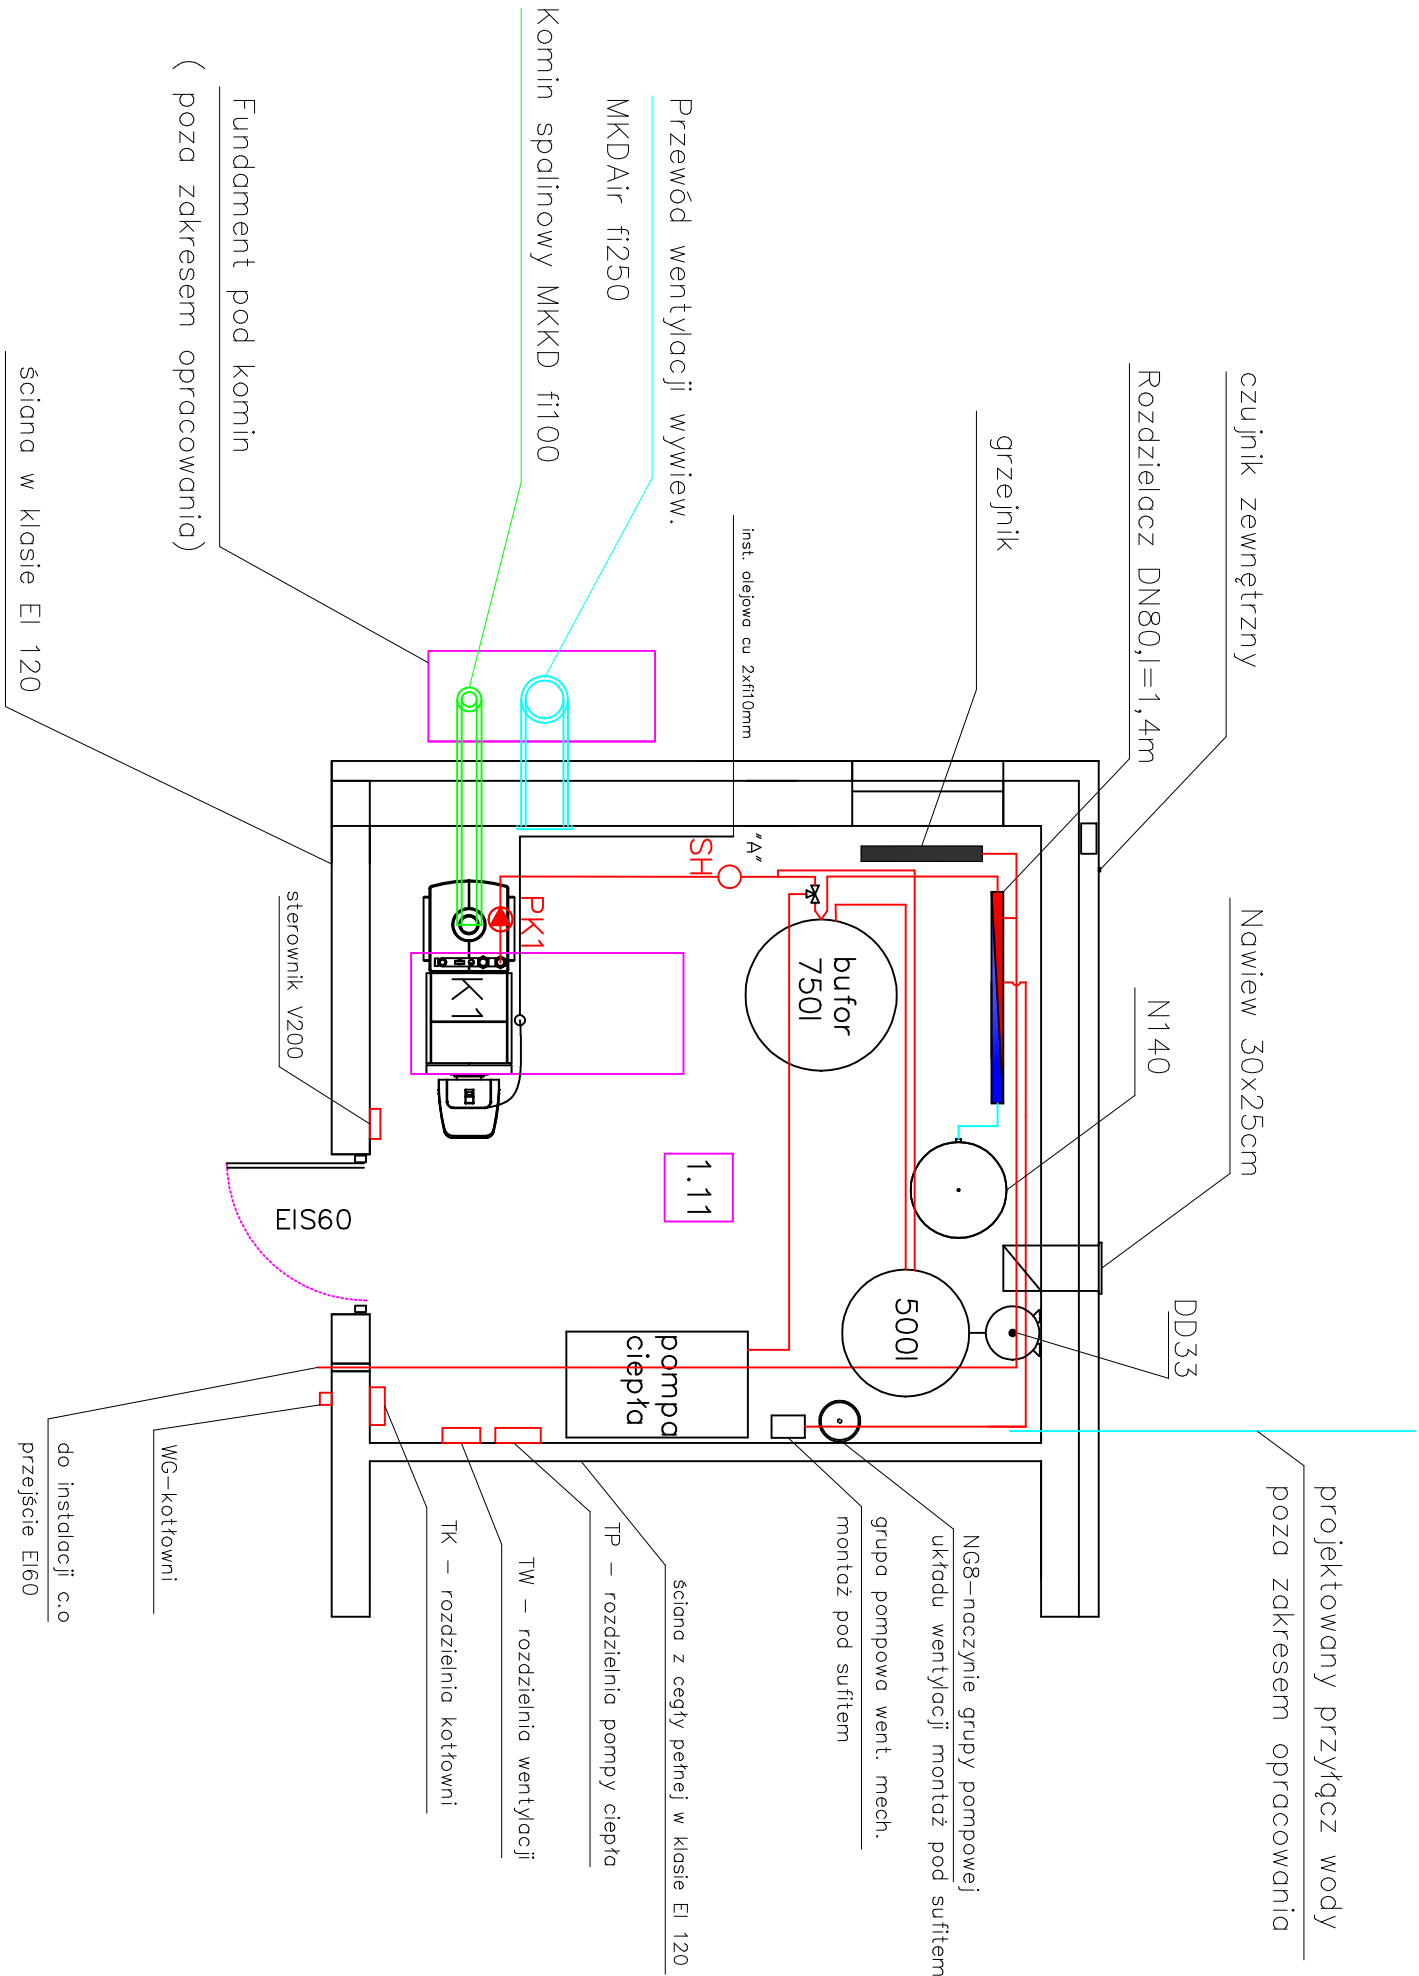 czujnik zewnętrzny
Rozdzielacz DN80,l=1,4m
grzejnik
Przewód wentylacji wywiew.
MKDAir fi250
Komin spalinowy MKKD fi100
Fundament pod komin
( poza zakresem opracowania)
ściana w klasie EI 120
inst. olejowa cu 2xfi10mm
Nawiew 30x25cm
N140
DD33
"A"
SH
PK1
K1
bufor
750l
500l
1.11
pompa
ciepła
sterownik V200
EIS60
projektowany przyłącz wody
poza zakresem opracowania
NG8–naczynie grupy pompowej
układu wentylacji montaż pod sufitem
grupa pompowa went. mech.
montaż pod sufitem
ściana z cegły pełnej w klasie EI 120
TP – rozdzielnia pompy ciepła
TW – rozdzielnia wentylacji
TK – rozdzielnia kotłowni
WG–kotłowni
do instalacji c.o
przejście EI60